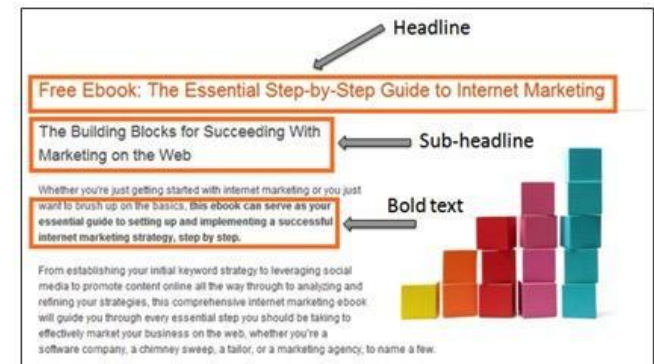 Headline
Free Ebook: The Essential Step-by-Step Guide to Internet Marketing
The Building Blocks for Succeeding With
Marketing on the Web
Sub-headline
Whether you're just getting started with internet marketing or you just
want to brush up on the basics, this ebook can serve as your
essential guide to setting up and implementing a successful
internet marketing strategy, step by step.
Bold text
From establishing your initial keyword strategy to leveraging social
media to promote content online all the way through to analyzing and
refining your strategies, this comprehensive internet marketing ebook
will guide you through every essential step you should be taking to
effectively market your business on the web, whether you're a
software company, a chimney sweep, a tailor, or a marketing agency, to name a few.